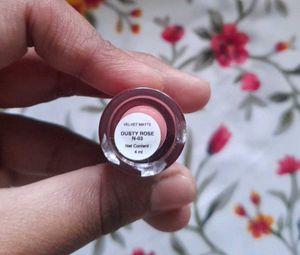 VELVET MATTE
DUSTY ROSE
N-03
Net Content :
4 ml